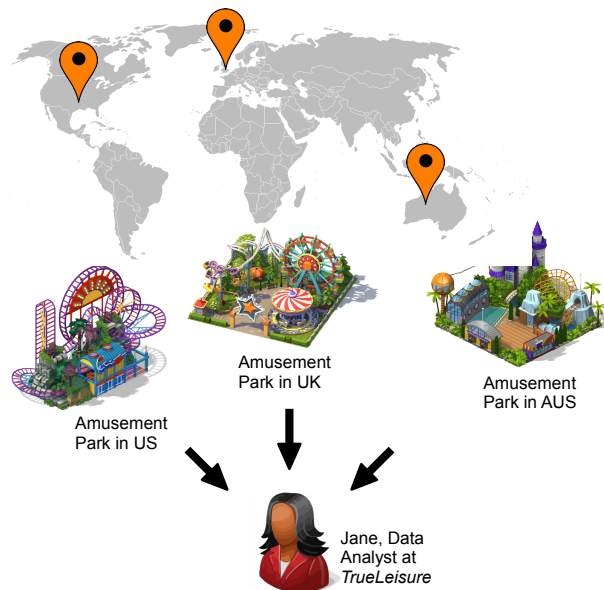 Amusement
Park in UK
Amusement
Park in AUS
Amusement
Park in US
Jane, Data
Analyst at
TrueLeisure